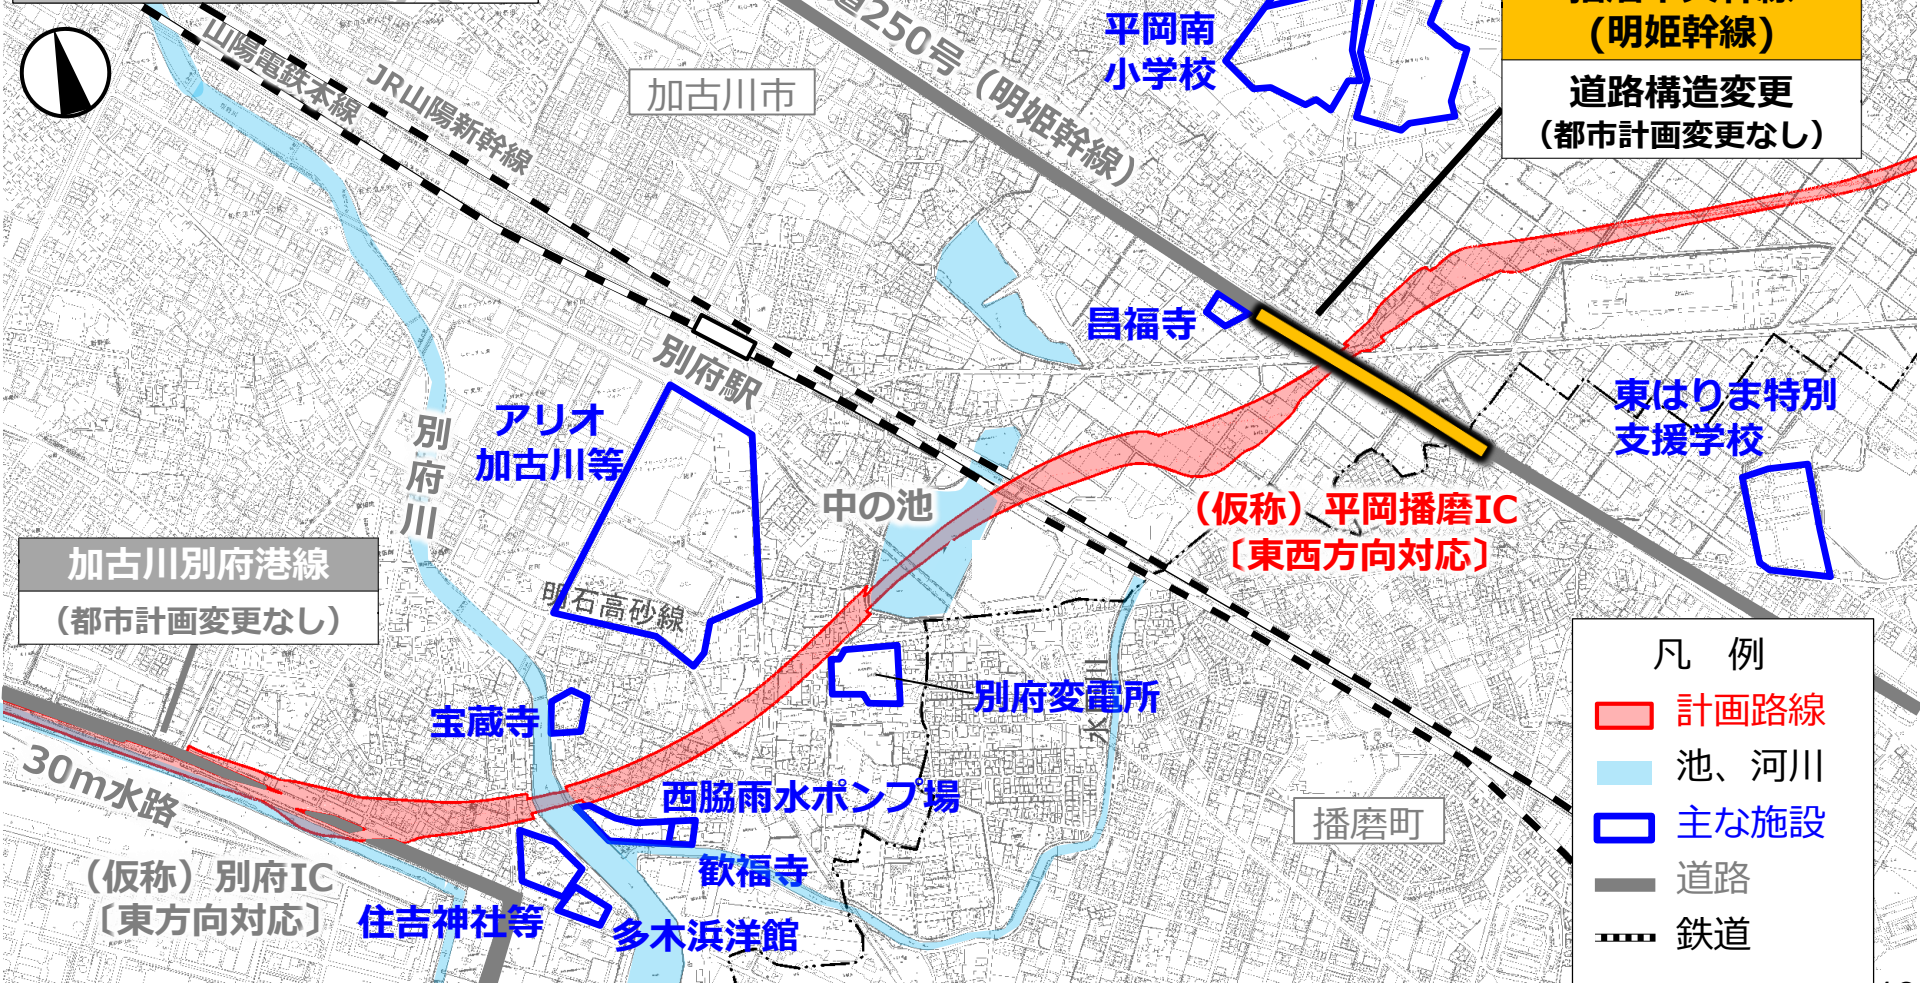 道250号（明姫幹線）
平岡南
小学校
(明姫幹線)
道路構造変更
（都市計画変更なし）
山陽電鉄本線
JR山陽新幹線
加古川市
昌福寺
別府駅
東はりま特別
支援学校
アリオ
加古川等
別府川
中の池
（仮称）平岡播磨IC
〔東西方向対応〕
加古川別府港線
（都市計画変更なし）
明石高砂線
別府変電所
宝蔵寺
30m水路
西脇雨水ポンプ場
播磨町
歓福寺
（仮称）別府IC
〔東方向対応〕
住吉神社等
多木浜洋館
凡　例
計画路線
池、河川
主な施設
道路
鉄道